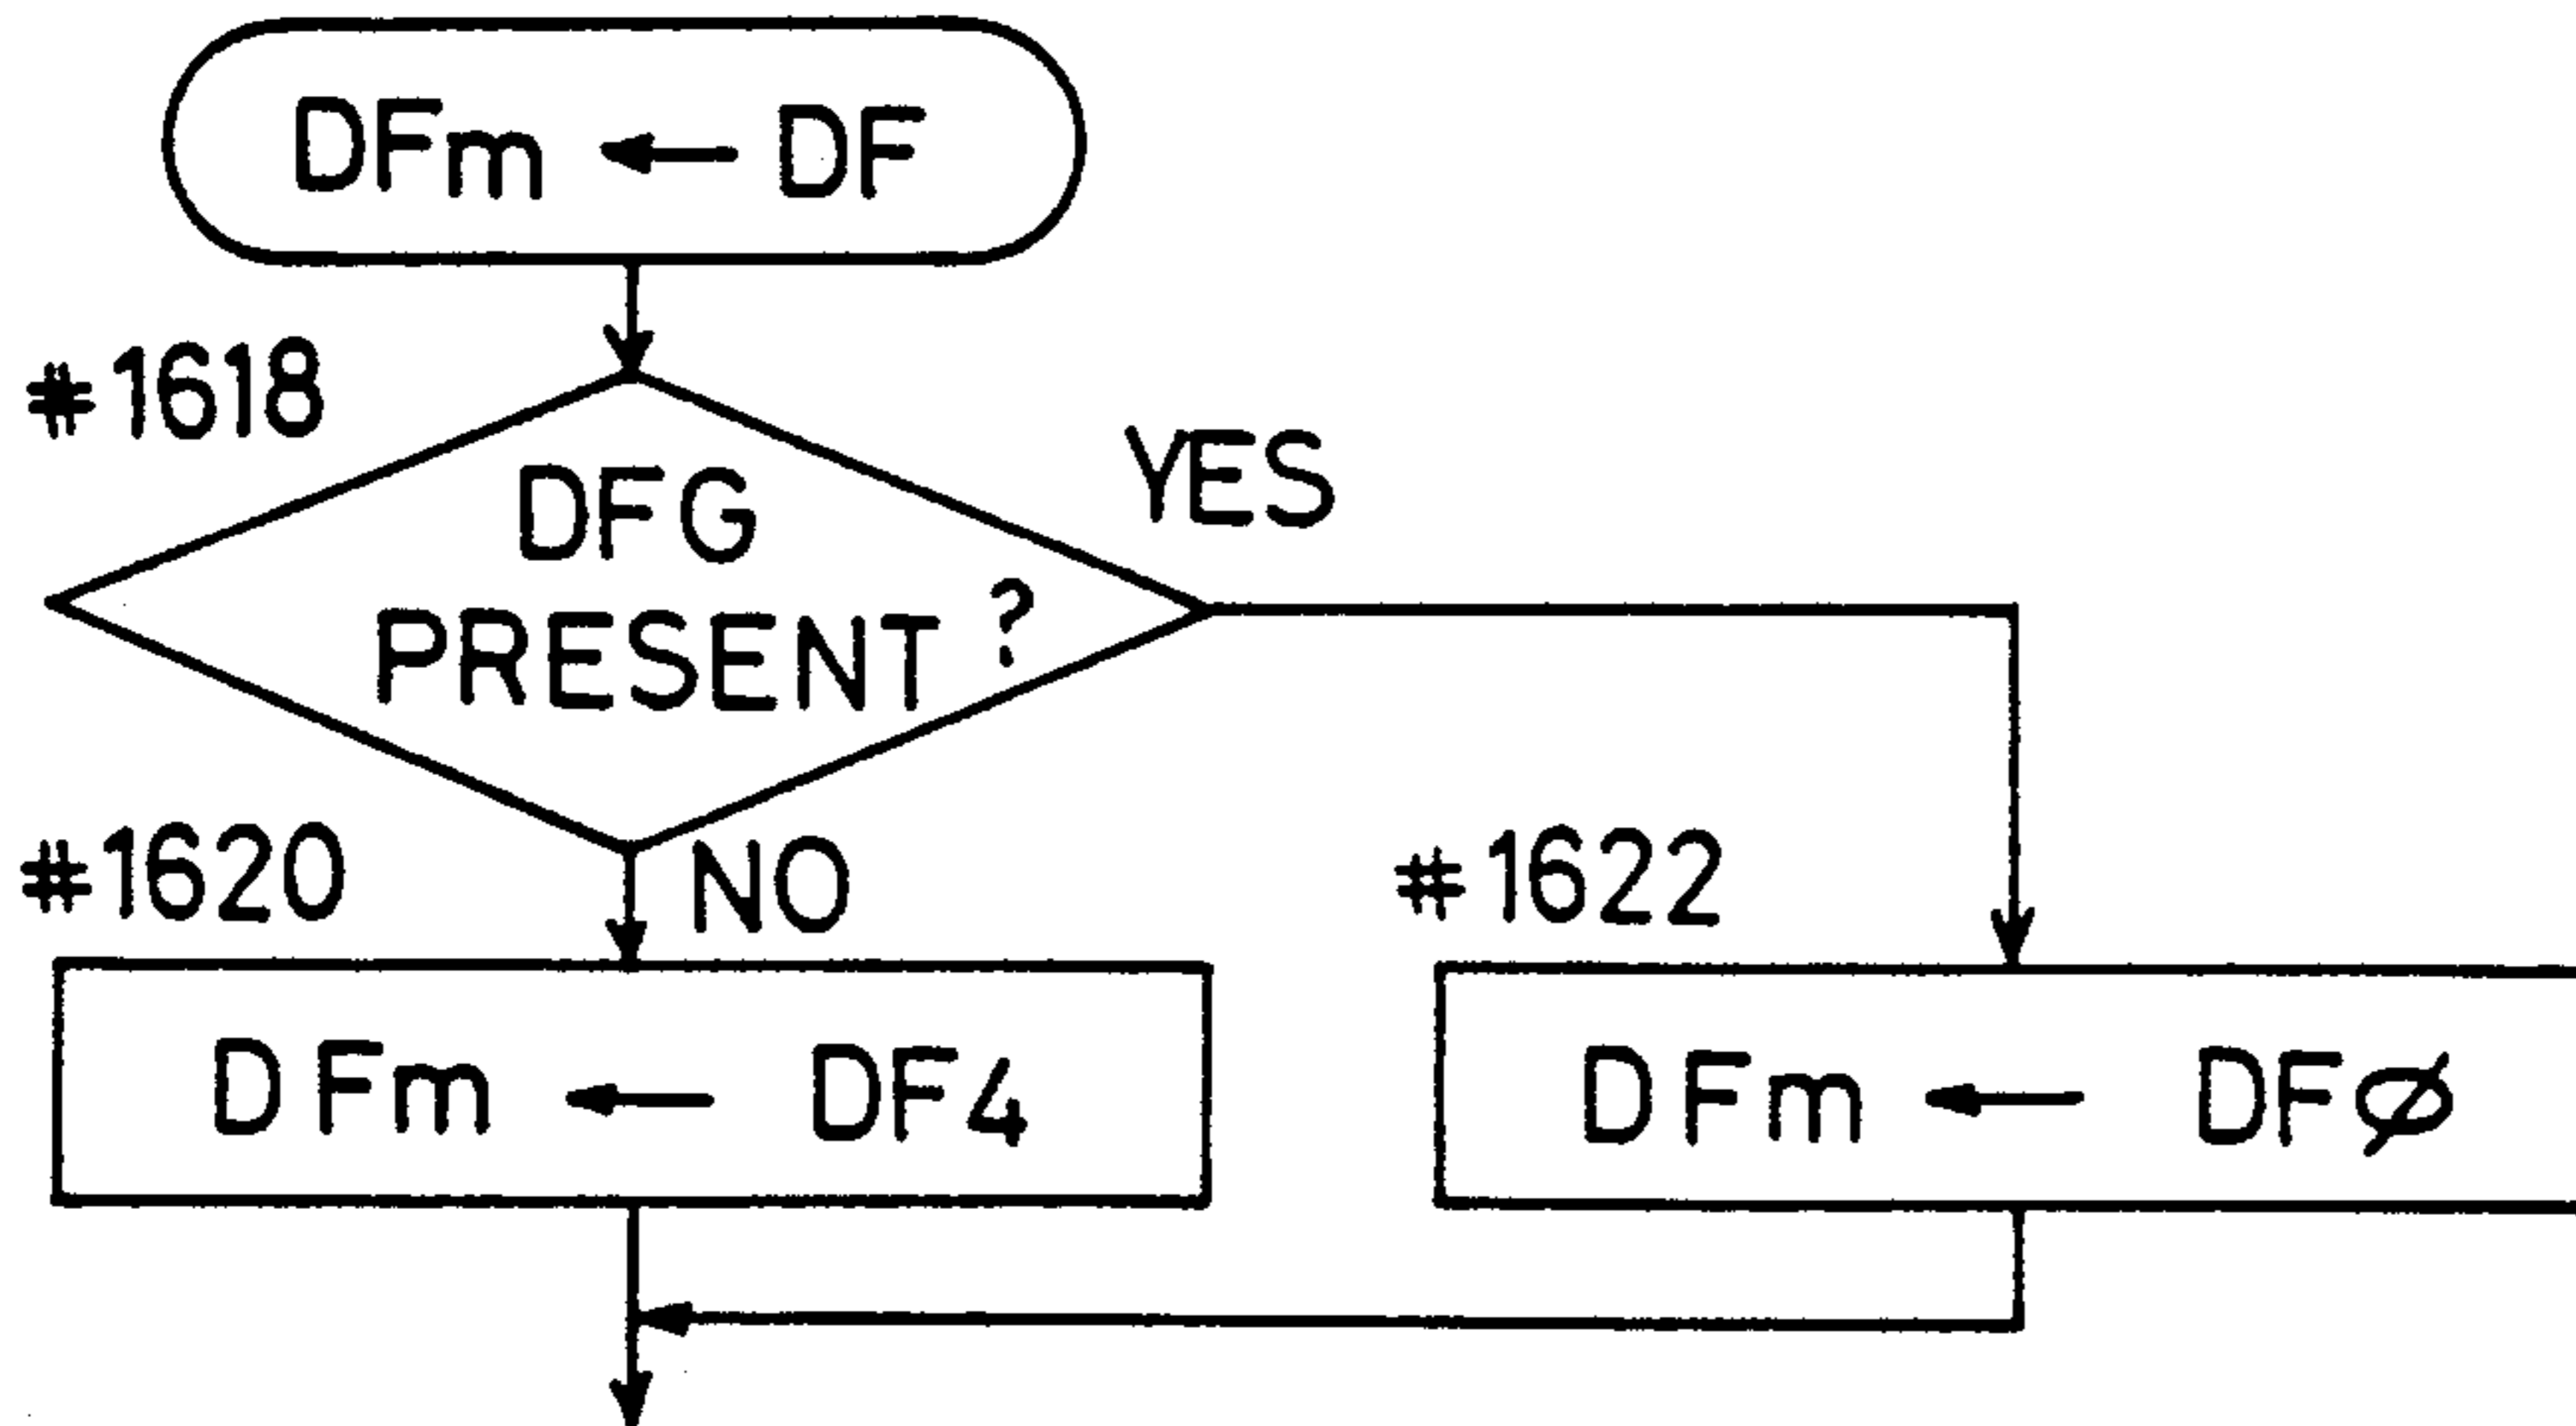 DFm ← DF
#1618
DFG
PRESENT ?
YES
#1620
NO
#1622
DFm ← DF4
DFm ← DFø